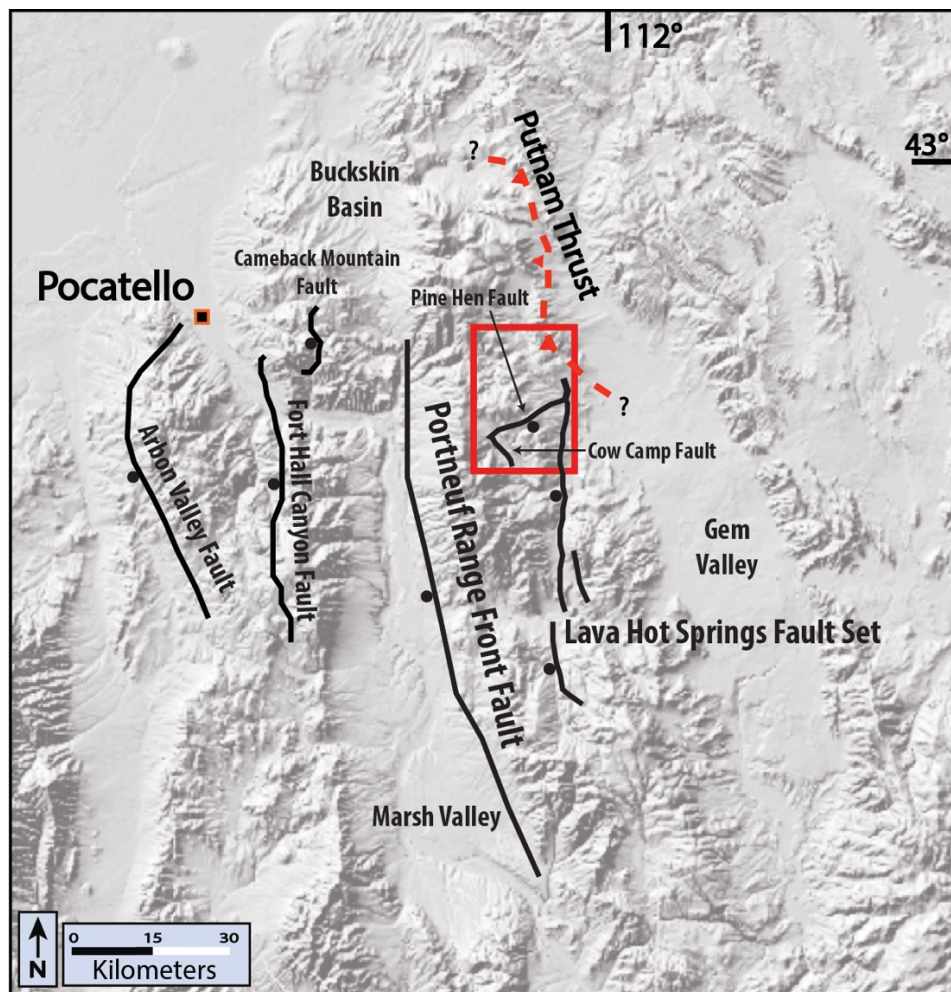 112°
43°
Putnam Thrust
?
Buckskin
Basin
Cameback Mountain
Fault
Pocatello
Pine Hen Fault
?
Arbon Valley Fault
Fort Hall Canyon Fault
Portneuf Range Front Fault
Cow Camp Fault
Gem
Valley
Lava Hot Springs Fault Set
Marsh Valley
N
0 15 30
Kilometers